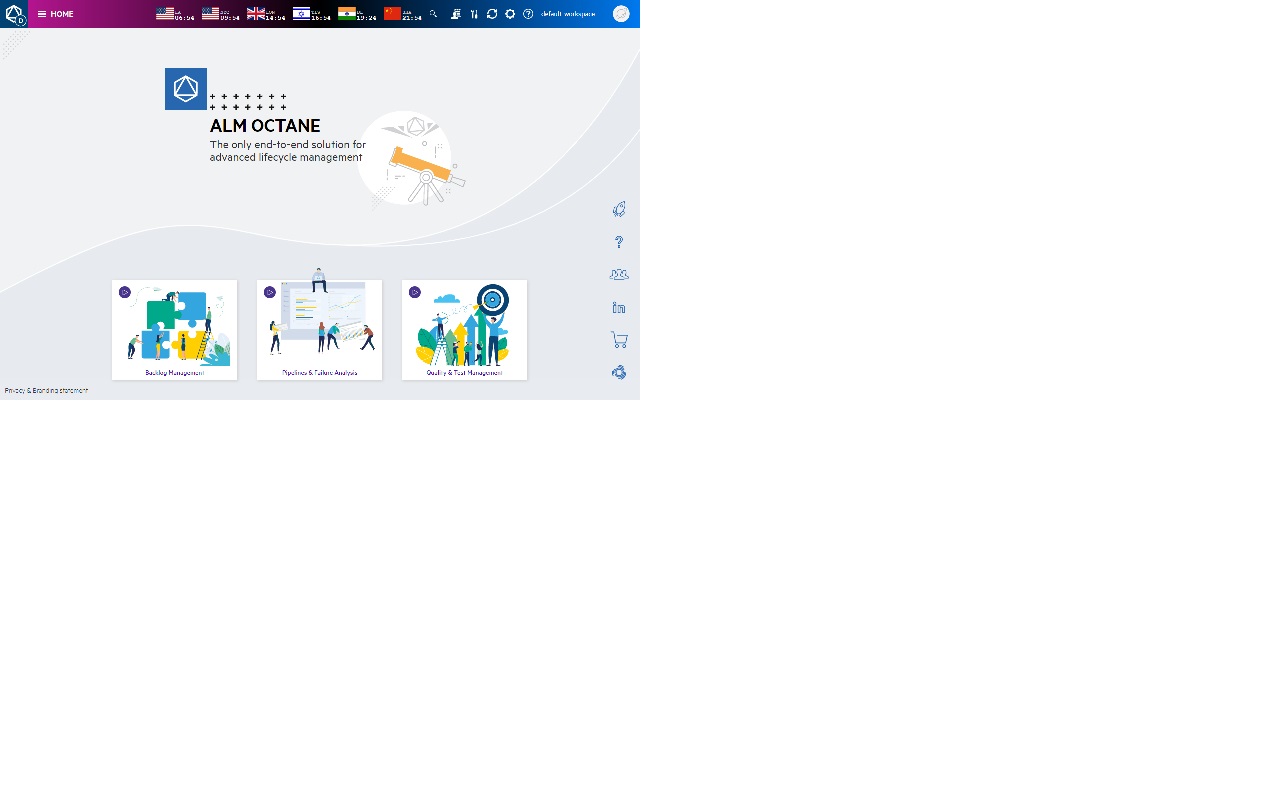 HOME
06:54
09:54
14:54
16:54
19:24
21:54
default workspace
ALM OCTANE
The only end-to-end solution for
advanced lifecycle management
Backlog Management
Pipelines & Failure Analysis
Quality & Test Management
Privacy & Branding statement